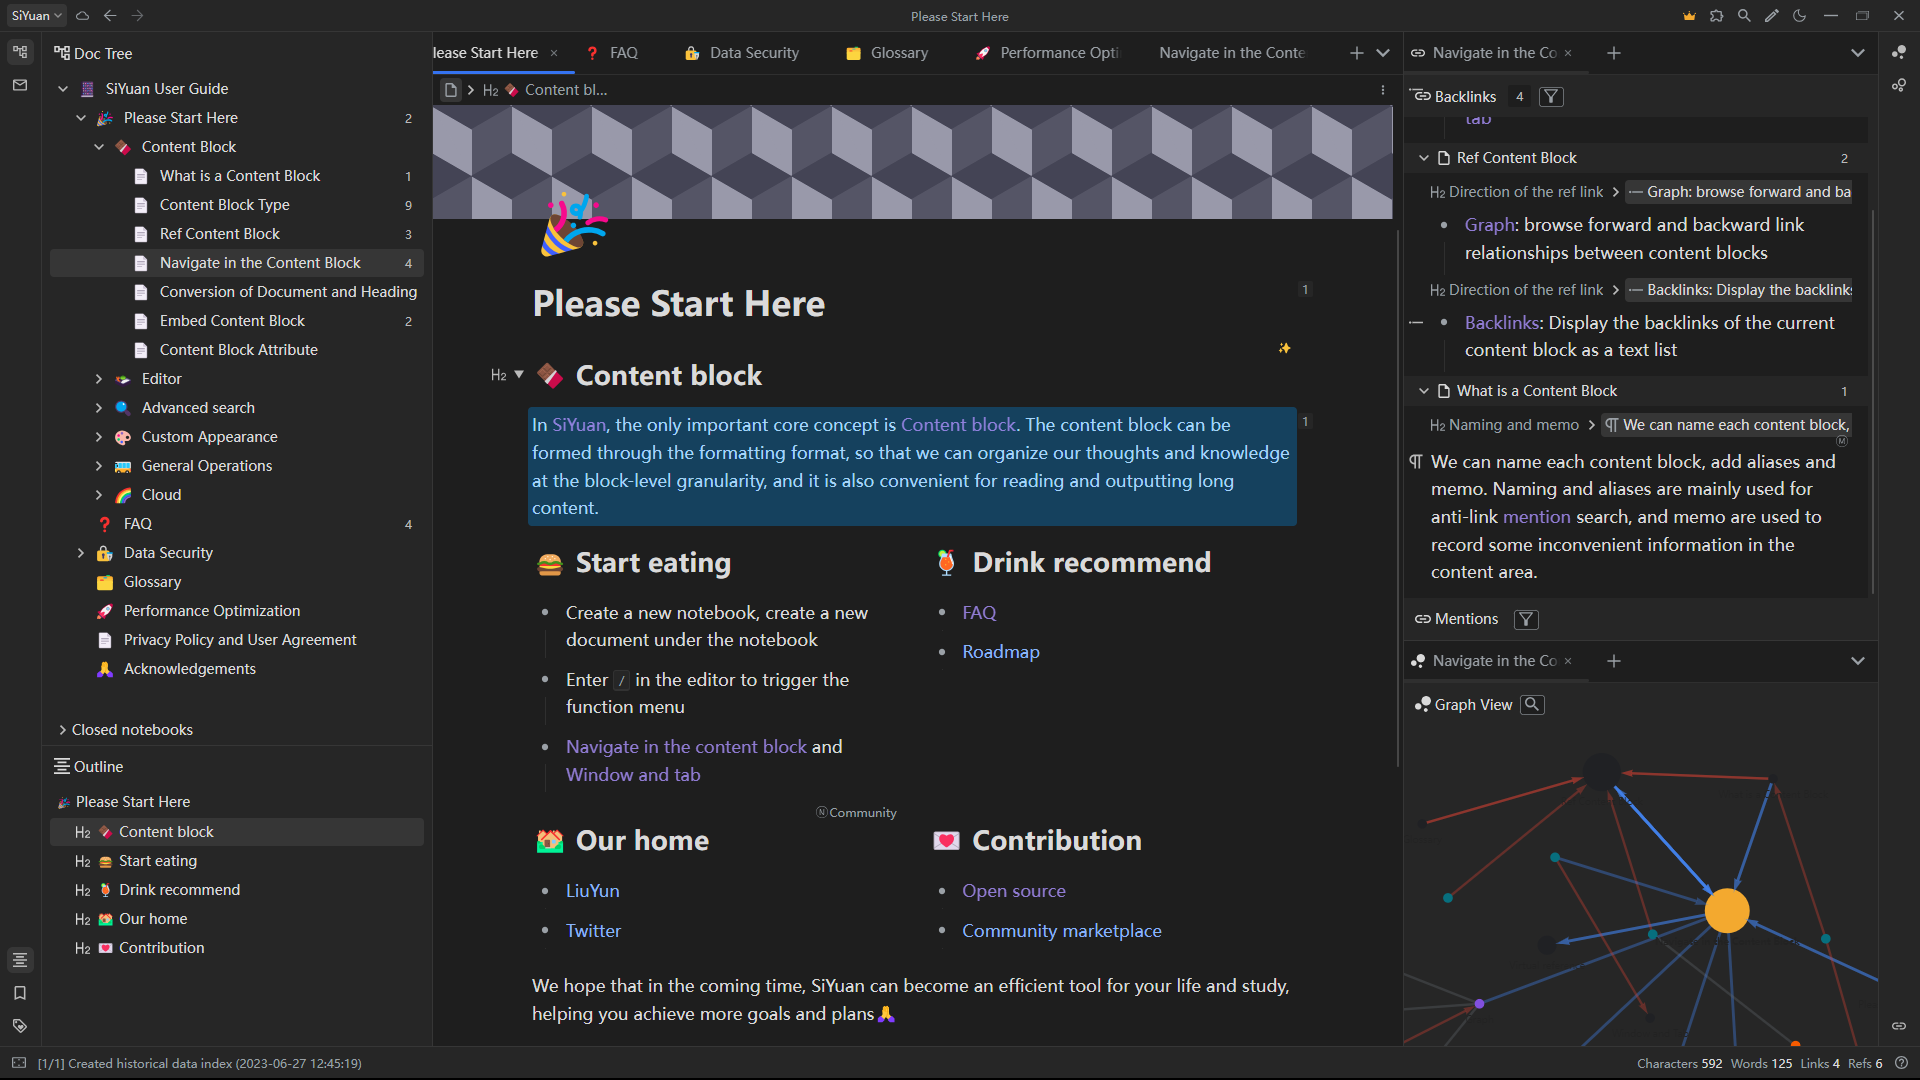 SiYuan
Please Start Here
Doc Tree
SiYuan User Guide
Please Start Here 2
Content Block
What is a Content Block 1
Content Block Type 9
Ref Content Block 3
Navigate in the Content Block 4
Conversion of Document and Heading
Embed Content Block 2
Content Block Attribute
Editor
Advanced search
Custom Appearance
General Operations
Cloud
FAQ 4
Data Security
Glossary
Performance Optimization
Privacy Policy and User Agreement
Acknowledgements
Closed notebooks
Outline
Please Start Here
H2 Content block
H2 Start eating
H2 Drink recommend
H2 Our home
H2 Contribution
lease Start Here
FAQ
Data Security
Glossary
Performance Opti
Navigate in the Conte
H2 Content bl...
Please Start Here
1
H2 Content block
In SiYuan, the only important core concept is Content block. The content block can be
formed through the formatting format, so that we can organize our thoughts and knowledge
at the block-level granularity, and it is also convenient for reading and outputting long
content.
1
Start eating
Create a new notebook, create a new
document under the notebook
Enter / in the editor to trigger the
function menu
Navigate in the content block and
Window and tab
Drink recommend
FAQ
Roadmap
N Community
Our home
LiuYun
Twitter
Contribution
Open source
Community marketplace
We hope that in the coming time, SiYuan can become an efficient tool for your life and study,
helping you achieve more goals and plans
Navigate in the Co
Backlinks 4
tab
Ref Content Block 2
H2 Direction of the ref link Graph: browse forward and ba
Graph: browse forward and backward link
relationships between content blocks
H2 Direction of the ref link Backlinks: Display the backlinks
Backlinks: Display the backlinks of the current
content block as a text list
What is a Content Block 1
H2 Naming and memo ¶ We can name each content block,
M
¶ We can name each content block, add aliases and
memo. Naming and aliases are mainly used for
anti-link mention search, and memo are used to
record some inconvenient information in the
content area.
Mentions
Navigate in the Co
Graph View
[1/1] Created historical data index (2023-06-27 12:45:19)
Characters 592 Words 125 Links 4 Refs 6